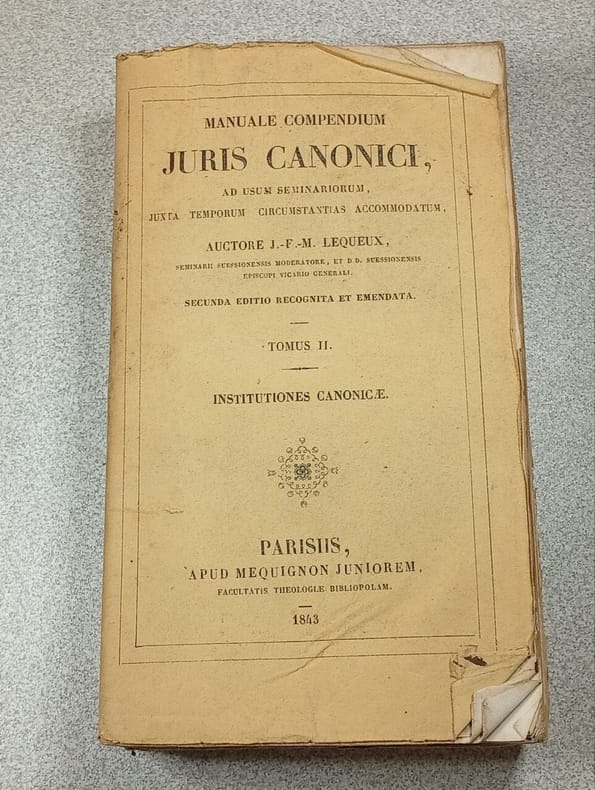 MANUALE COMPENDIUM
JURIS CANONICI,
AD USUM SEMINARIORUM,
JUXTA TEMPORUM CIRCUMSTANTIAS ACCOMMODATUM,
AUCTORE J.-F.-M. LEQUEUX,
SEMINARII SUESSIONENSIS MODERATORE, ET D.D. SUESSIONENSIS
EPISCOPI VICARIO GENERALI.
SECUNDA EDITIO RECOGNITA ET EMENDATA.
TOMUS II.
INSTITUTIONES CANONICÆ.
PARISIIS,
APUD MEQUIGNON JUNIOREM,
FACULTATIS THEOLOGIÆ BIBLIOPOLAM.
1843